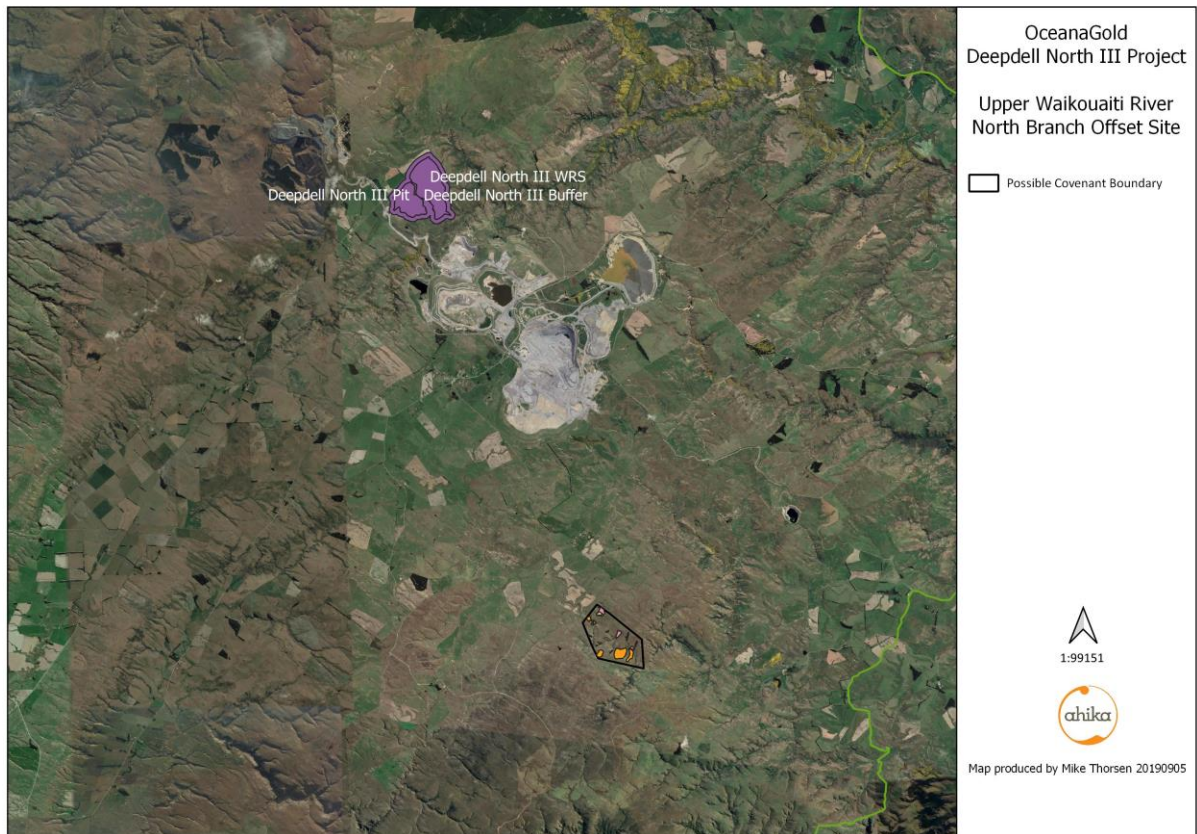 OceanaGold
Deepdell North III Project
Upper Waikouaiti River
North Branch Offset Site
Possible Covenant Boundary
Deepdell North III WRS
Deepdell North III Pit
Deepdell North III Buffer
1:99151
ahika
Map produced by Mike Thorsen 20190905